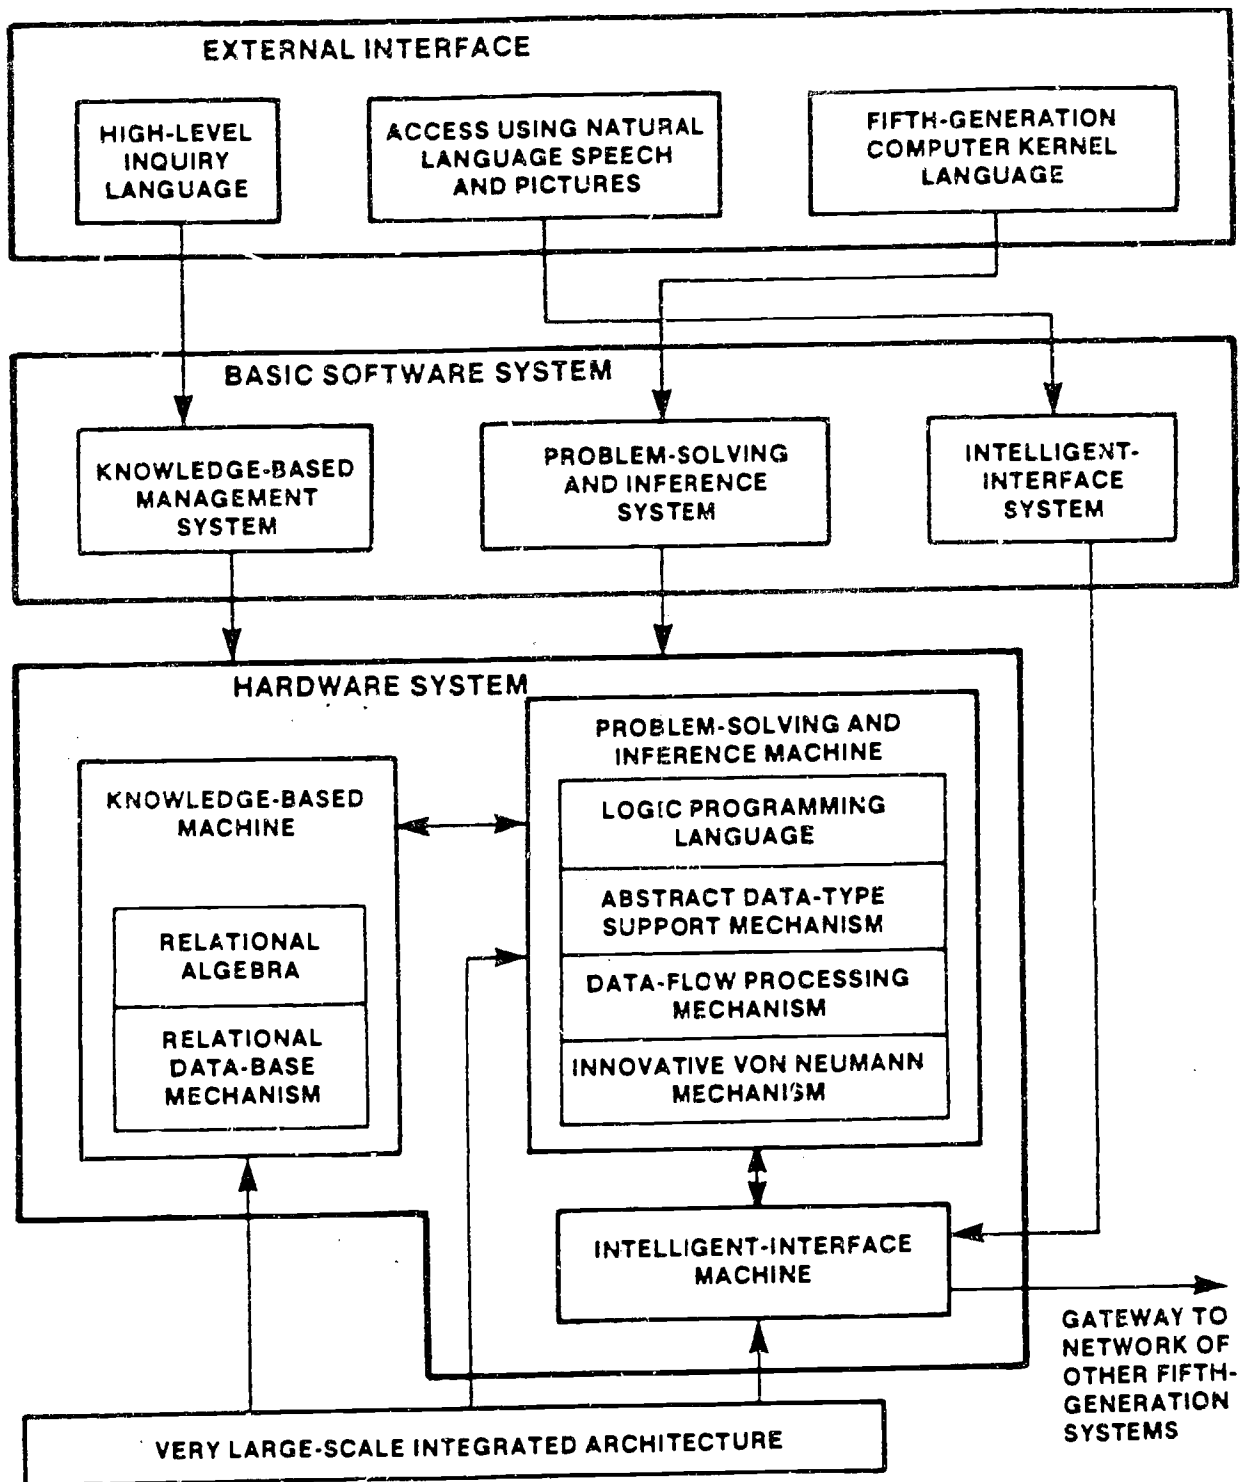 EXTERNAL INTERFACE
HIGH-LEVEL
INQUIRY
LANGUAGE
ACCESS USING NATURAL
LANGUAGE SPEECH
AND PICTURES
FIFTH-GENERATION
COMPUTER KERNEL
LANGUAGE
BASIC SOFTWARE SYSTEM
KNOWLEDGE-BASED
MANAGEMENT
SYSTEM
PROBLEM-SOLVING
AND INFERENCE
SYSTEM
INTELLIGENT-
INTERFACE
SYSTEM
HARDWARE SYSTEM
KNOWLEDGE-BASED
MACHINE
RELATIONAL
ALGEBRA
RELATIONAL
DATA-BASE
MECHANISM
PROBLEM-SOLVING AND
INFERENCE MACHINE
LOGIC PROGRAMMING
LANGUAGE
ABSTRACT DATA-TYPE
SUPPORT MECHANISM
DATA-FLOW PROCESSING
MECHANISM
INNOVATIVE VON NEUMANN
MECHANISM
INTELLIGENT-INTERFACE
MACHINE
GATEWAY TO
NETWORK OF
OTHER FIFTH-
GENERATION
SYSTEMS
VERY LARGE-SCALE INTEGRATED ARCHITECTURE